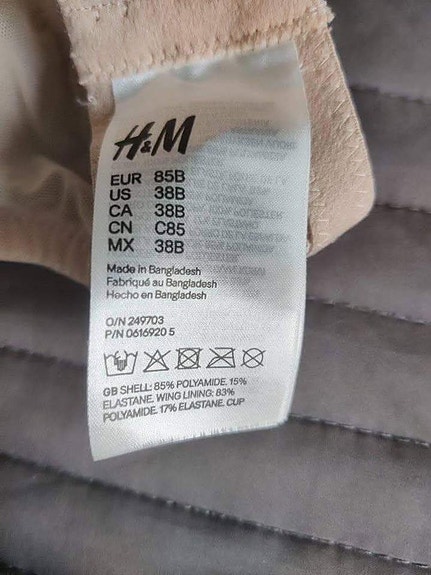 H&M
EUR 85B
US 38B
CA 38B
CN C85
MX 38B
Made in Bangladesh
Fabriqué au Bangladesh
Hecho en Bangladesh
O/N 249703
P/N 0616920 5
GB SHELL: 85% POLYAMIDE. 15%
ELASTANE. WING LINING: 83%
POLYAMIDE. 17% ELASTANE. CUP